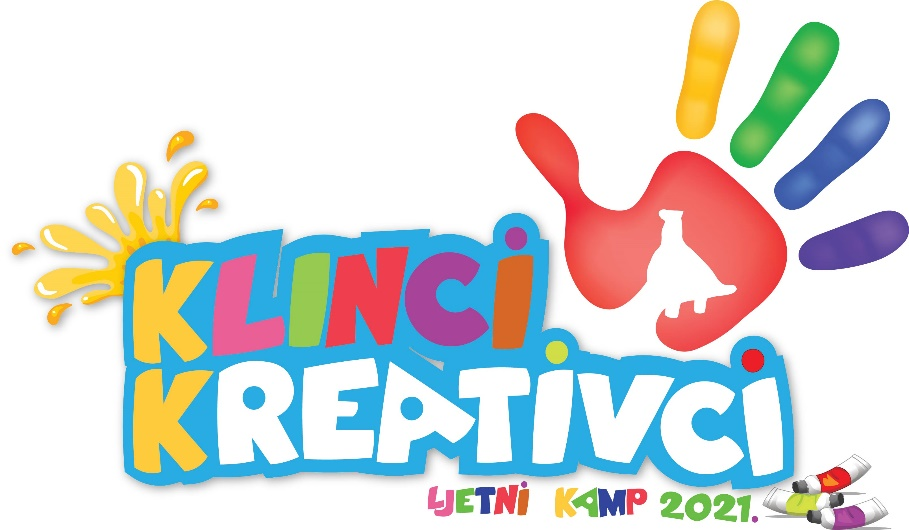 KLINCI
KREATIVCI
LJETNI KAMP 2021.